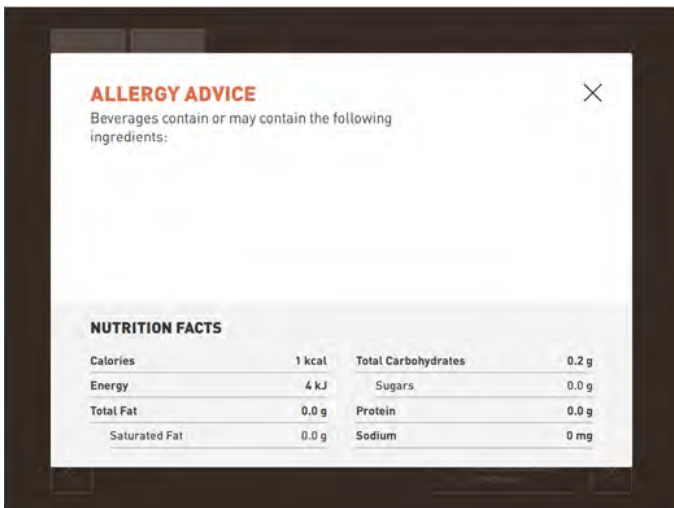 ALLERGY ADVICE
Beverages contain or may contain the following
ingredients:
NUTRITION FACTS
Calories 1 kcal
Energy 4 kJ
Total Fat 0.0 g
Saturated Fat 0.0 g
Total Carbohydrates 0.2 g
Sugars 0.0 g
Protein 0.0 g
Sodium 0 mg